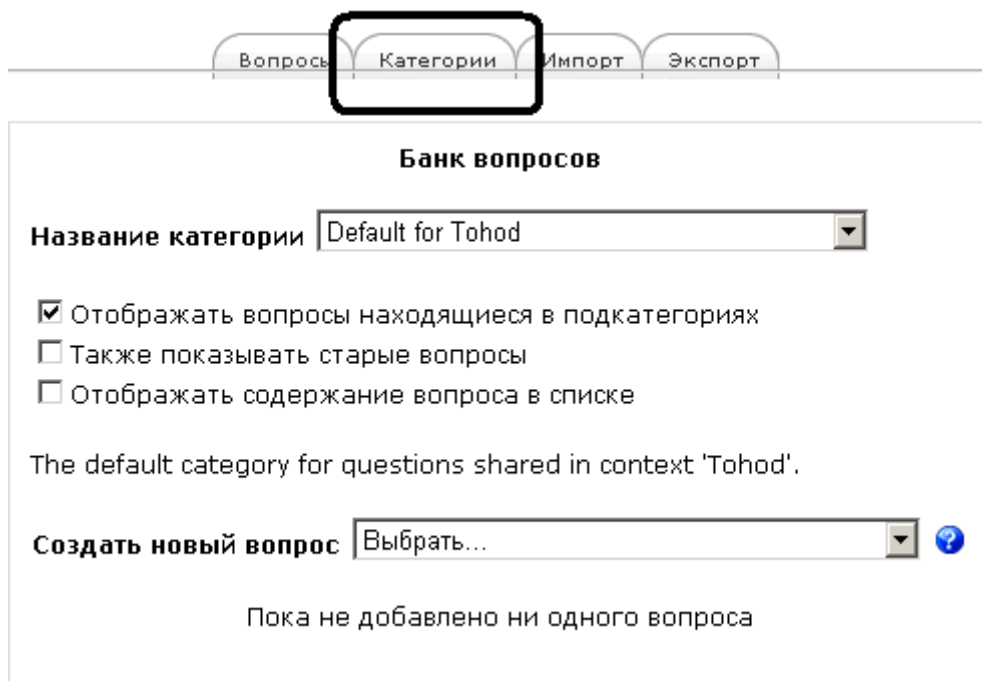 Вопросы Категории Импорт Экспорт
Банк вопросов
Название категории Default for Tohod
Отображать вопросы находящиеся в подкатегориях
Также показывать старые вопросы
Отображать содержание вопроса в списке
The default category for questions shared in context 'Tohod'.
Создать новый вопрос Выбрать... ?
Пока не добавлено ни одного вопроса